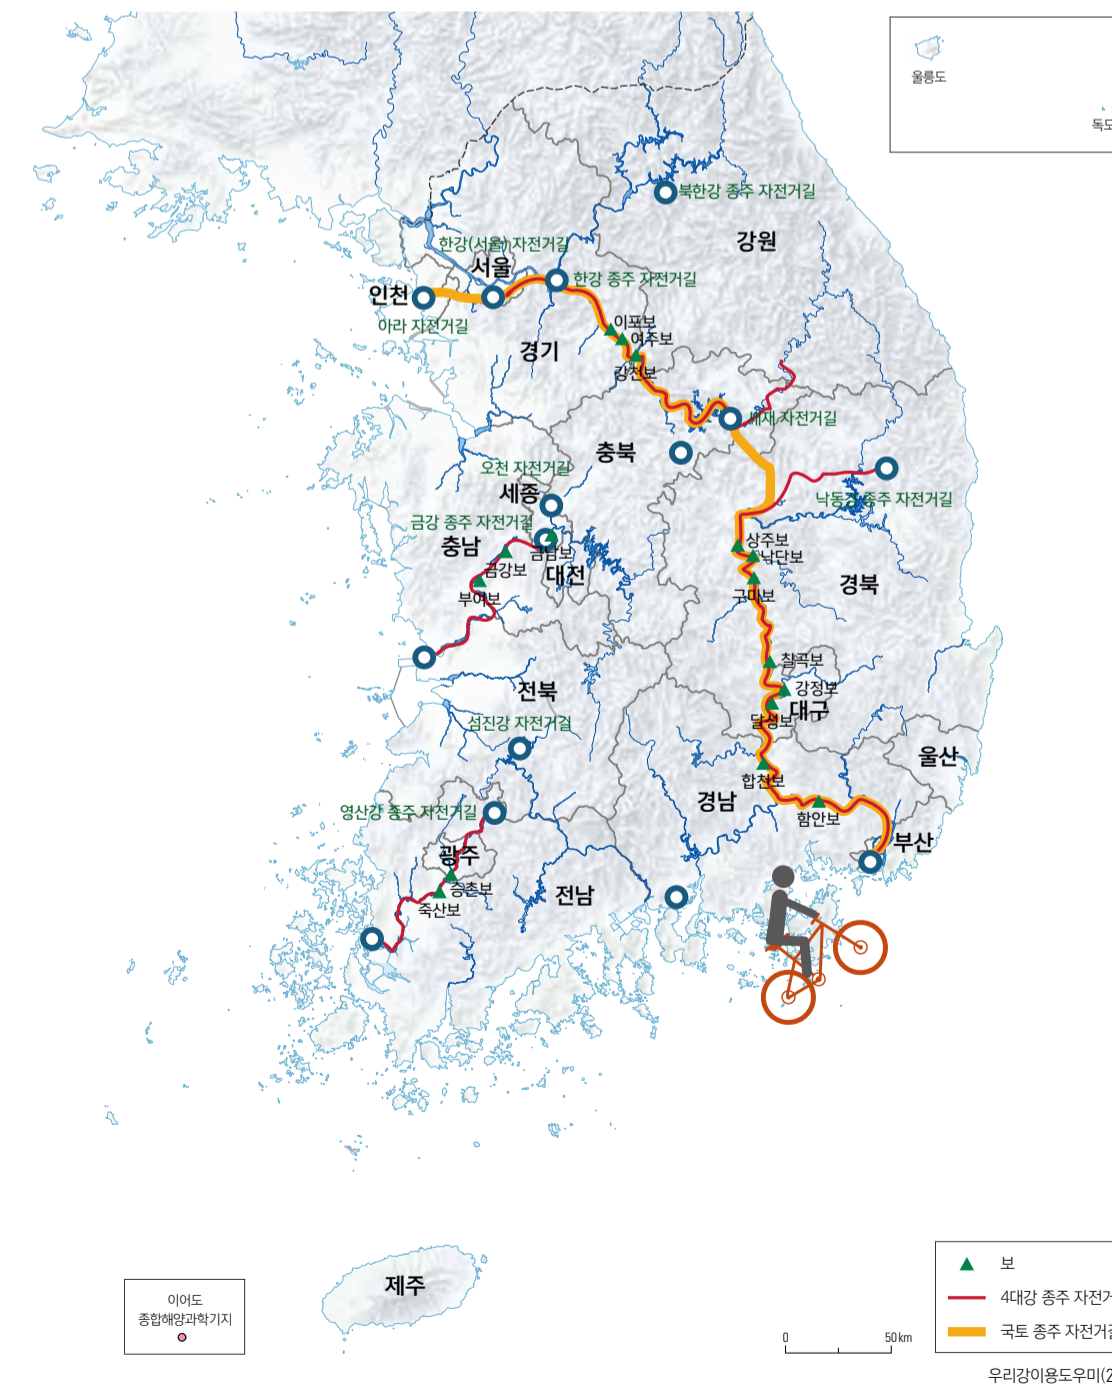 울릉도
독도
북한강 종주 자전거길
강원
한강(서울) 자전거길
서울
한강 종주 자전거길
인천
아라 자전거길
이포보
여주보
경기
강천보
새재 자전거길
충북
오천 자전거길
세종
낙동강 종주 자전거길
금강 종주 자전거길
충남
금남보
상주보
낙단보
금강보
대전
경북
구미보
부여보
칠곡보
강정보
전북
대구
달성보
섬진강 자전거길
울산
합천보
경남
영산강 종주 자전거길
함안보
부산
광주
승촌보
전남
죽산보
제주
이어도
종합해양과학기지
보
4대강 종주 자전거
국토 종주 자전거길
0 50km
우리강이용도우미(2